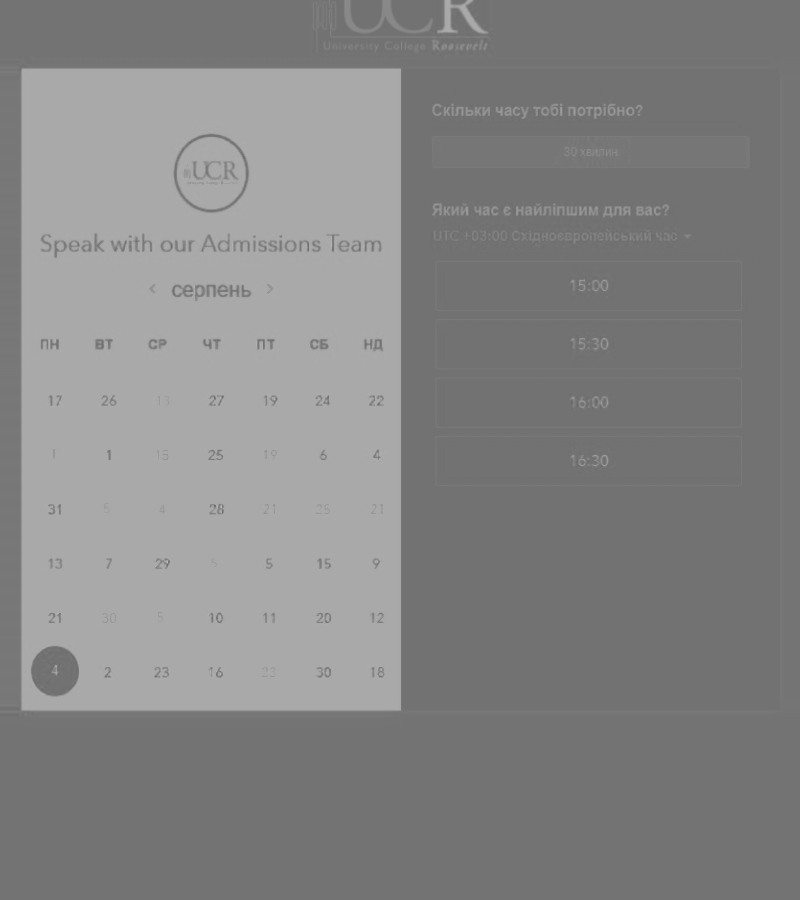 UCR
University College Roosevelt
UCR
Speak with our Admissions Team
серпень
ПН ВТ СР ЧТ ПТ СБ НД
17 26 13 27 19 24 22
1 1 15 25 19 6 4
31 5 4 28 21 25 21
13 7 29 5 5 15 9
21 30 5 10 11 20 12
4 2 23 16 22 30 18
Скільки часу тобі потрібно?
30 хвилин
Який час є найліпшим для вас?
UTC +03:00 Східноєвропейський час
15:00
15:30
16:00
16:30